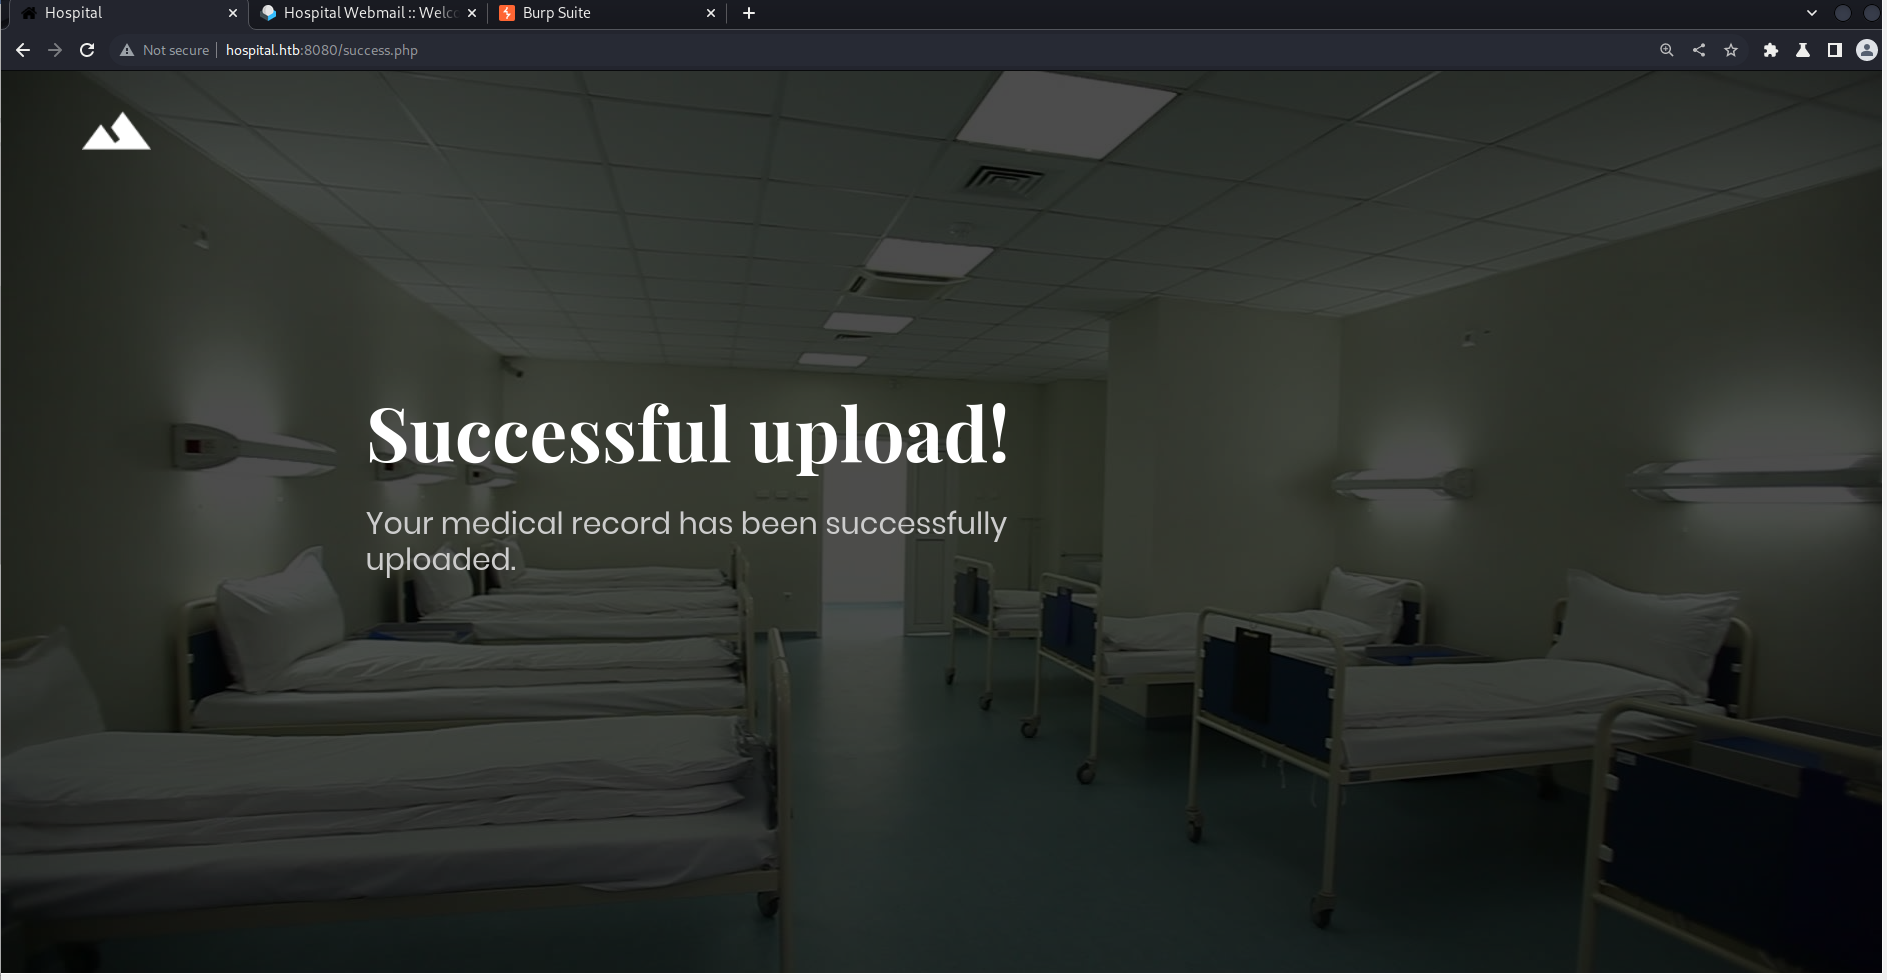 Hospital
Hospital Webmail :: Welc
Burp Suite
Not secure
hospital.htb:8080/success.php
Successful upload!
Your medical record has been successfully
uploaded.